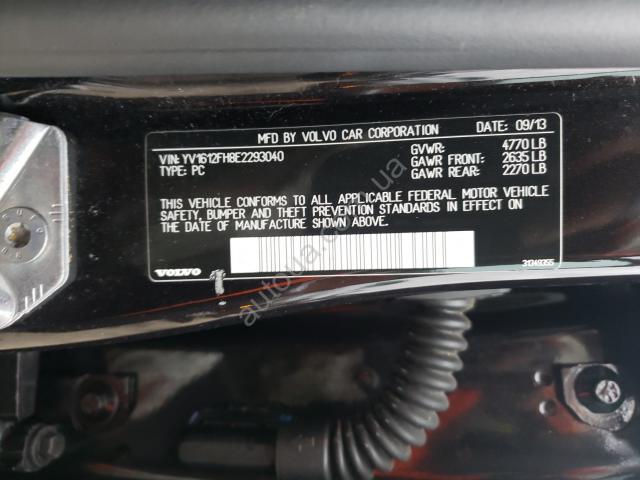 MFD BY VOLVO CAR CORPORATION DATE: 09/13
VIN: YV1612FH8E2293040 GVWR: 4770 LB
TYPE: PC GAWR FRONT: 2635 LB
GAWR REAR: 2270 LB
THIS VEHICLE CONFORMS TO ALL APPLICABLE FEDERAL MOTOR VEHICLE
SAFETY, BUMPER AND THEFT PREVENTION STANDARDS IN EFFECT ON
THE DATE OF MANUFACTURE SHOWN ABOVE.
VOLVO 31349355